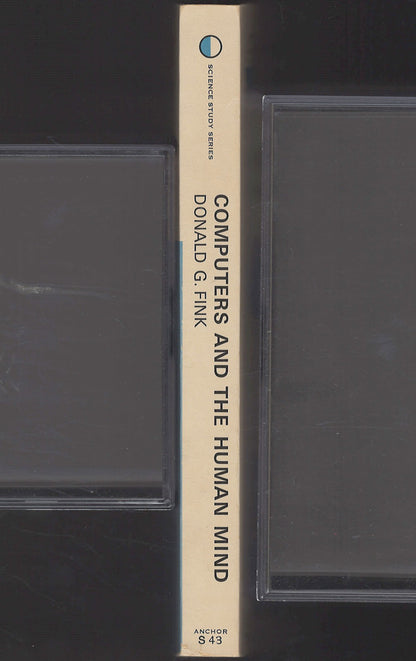 SCIENCE STUDY SERIES
COMPUTERS AND THE HUMAN MIND
DONALD G. FINK
ANCHOR
S 43